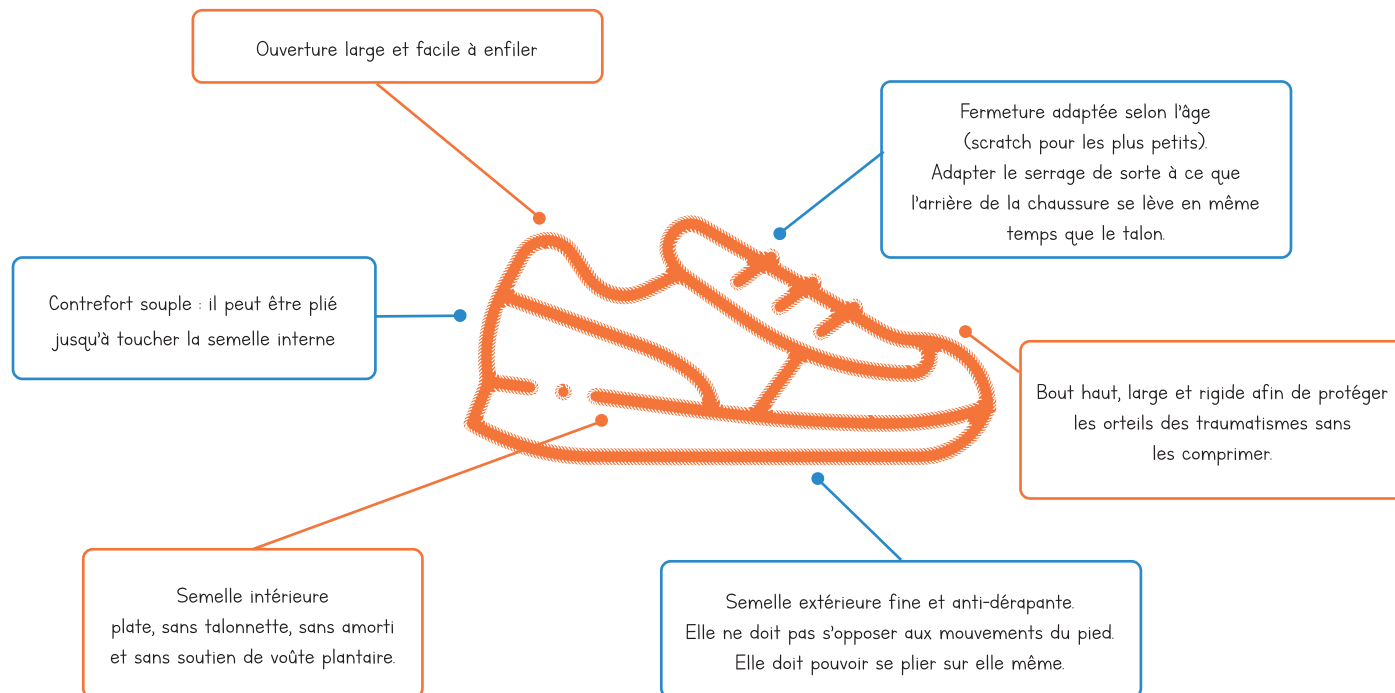 Ouverture large et facile à enfiler
Fermeture adaptée selon l'âge
(scratch pour les plus petits).
Adapter le serrage de sorte à ce que
l'arrière de la chaussure se lève en même
temps que le talon.
Contrefort souple : il peut être plié
jusqu'à toucher la semelle interne
Bout haut, large et rigide afin de protéger
les orteils des traumatismes sans
les comprimer.
Semelle intérieure
plate, sans talonnette, sans amorti
et sans soutien de voûte plantaire.
Semelle extérieure fine et anti-dérapante.
Elle ne doit pas s'opposer aux mouvements du pied.
Elle doit pouvoir se plier sur elle même.